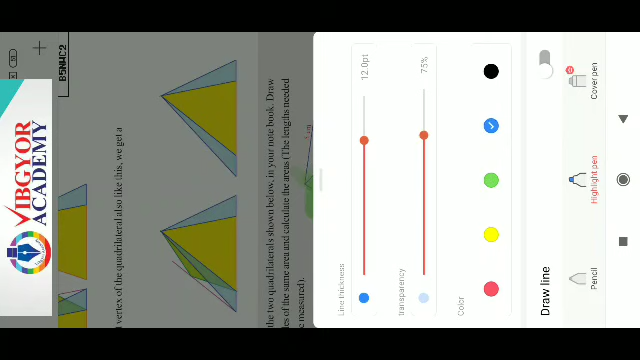 VIBGYOR
ACADEMY
B5NHC2
t vertex of the quadrilateral also like this, we get a
the two quadrilaterals shown below, in your note book. Draw
les of the same area and calculate the areas (The lengths needed
e measured).
Line thickness
12.0pt
transparency
75%
Color
Draw line
Pencil
Highlight pen
Cover pen